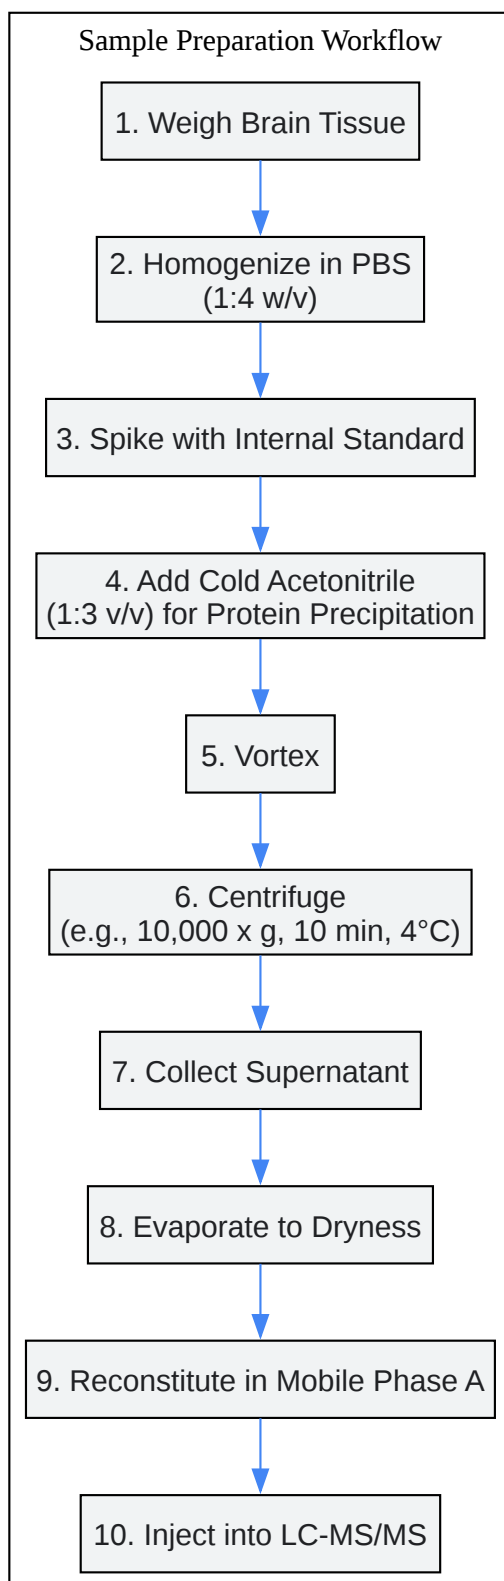 Sample Preparation Workflow
1. Weigh Brain Tissue
2. Homogenize in PBS
(1:4 w/v)
3. Spike with Internal Standard
4. Add Cold Acetonitrile
(1:3 v/v) for Protein Precipitation
5. Vortex
6. Centrifuge
(e.g., 10,000 x g, 10 min, 4°C)
7. Collect Supernatant
8. Evaporate to Dryness
9. Reconstitute in Mobile Phase A
10. Inject into LC-MS/MS